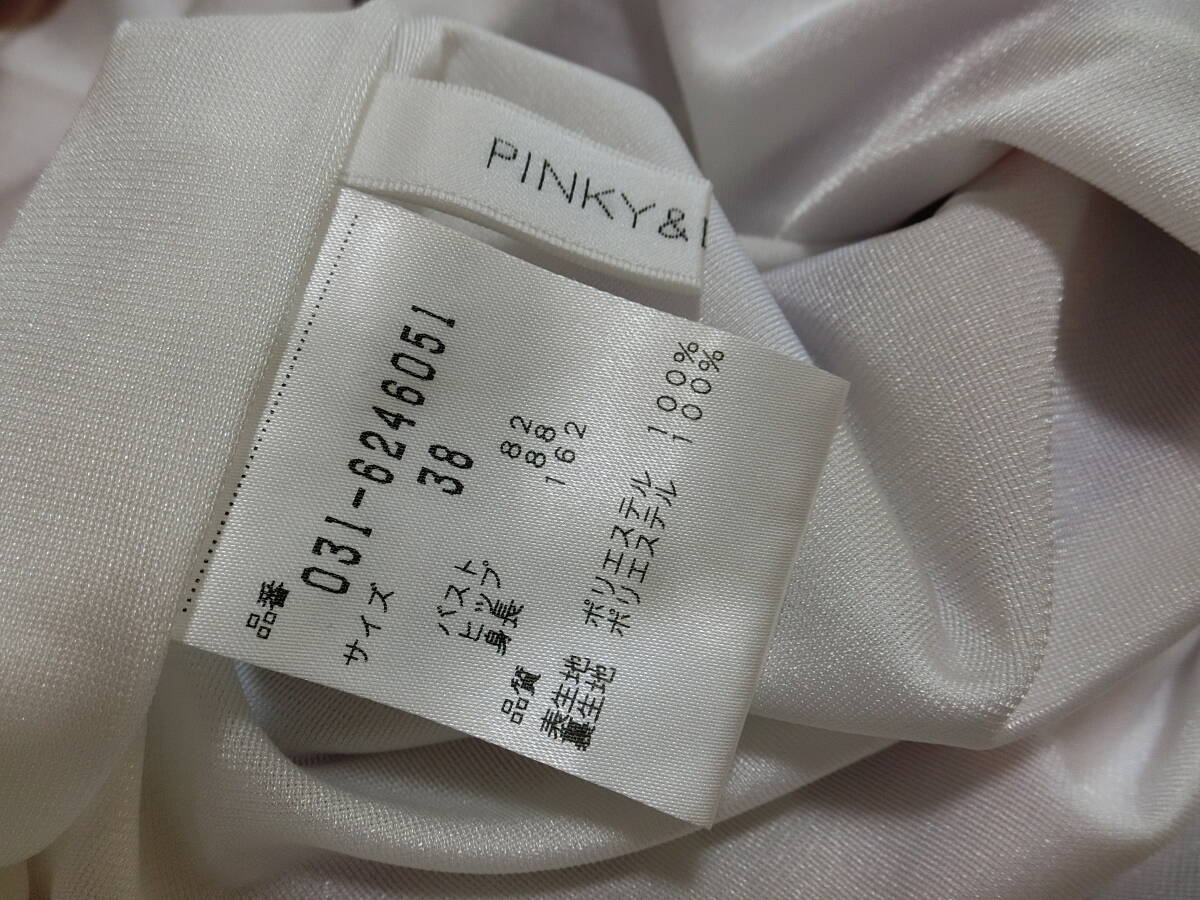 PINKY&
品番
031-6246051
サイズ 38
バスト 82
ヒップ 88
身長 162
品質
表生地 ポリエステル 100%
裏生地 ポリエステル 100%